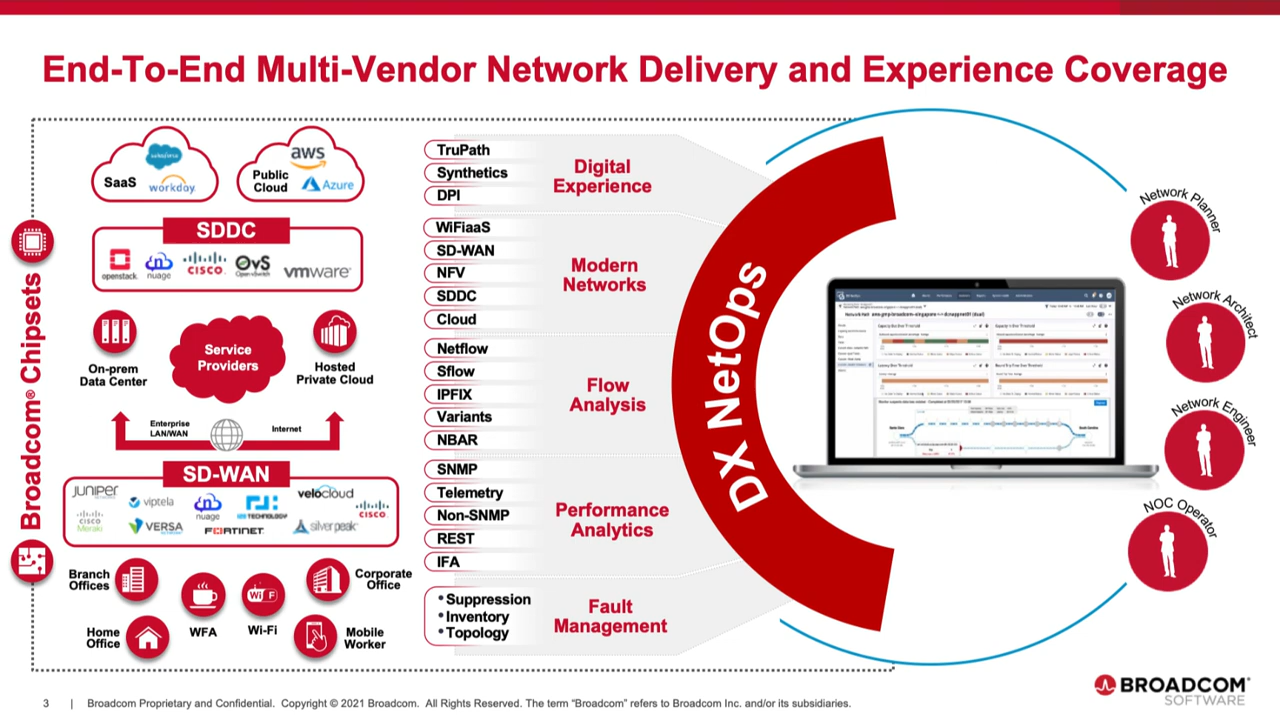 End-To-End Multi-Vendor Network Delivery and Experience Coverage
Broadcom® Chipsets
SaaS
salesforce
workday
Public
Cloud
aws
Azure
SDDC
openstack
nuage
CISCO
OvS
Open vSwitch
vmware
On-prem
Data Center
Service
Providers
Hosted
Private Cloud
Enterprise
LAN/WAN
Internet
SD-WAN
JUNIPER
NETWORKS
viptela
nuage
TECHNOLOGY
velocloud
CISCO
CISCO
Meraki
VERSA
NETWORKS
FORTINET
silver peak
Branch
Offices
Corporate
Office
Home
Office
WFA
Wi-Fi
Wi Fi
Mobile
Worker
TruPath
Synthetics
DPI
Digital
Experience
WiFiaaS
SD-WAN
NFV
SDDC
Cloud
Modern
Networks
Netflow
Sflow
IPFIX
Variants
NBAR
Flow
Analysis
SNMP
Telemetry
Non-SNMP
REST
IFA
Performance
Analytics
• Suppression
• Inventory
• Topology
Fault
Management
DX NetOps
Network Planner
Network Architect
Network Engineer
NOC Operator
3 | Broadcom Proprietary and Confidential. Copyright © 2021 Broadcom. All Rights Reserved. The term “Broadcom” refers to Broadcom Inc. and/or its subsidiaries.
BROADCOM®
SOFTWARE